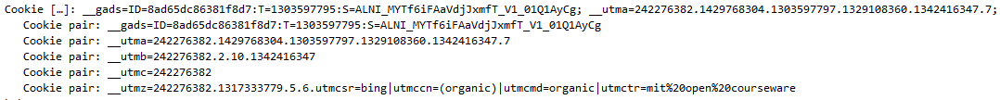 Cookie […]: __gads=ID=8ad65dc86381f8d7:T=1303597795:S=ALNI_MYTf6iFAaVdjJxmfT_V1_01Q1AyCg; __utma=242276382.1429768304.1303597797.1329108360.1342416347.7;
Cookie pair: __gads=ID=8ad65dc86381f8d7:T=1303597795:S=ALNI_MYTf6iFAaVdjJxmfT_V1_01Q1AyCg
Cookie pair: __utma=242276382.1429768304.1303597797.1329108360.1342416347.7
Cookie pair: __utmb=242276382.2.10.1342416347
Cookie pair: __utmc=242276382
Cookie pair: __utmz=242276382.1317333779.5.6.utmcsr=bing|utmccn=(organic)|utmcmd=organic|utmctr=mit%20open%20courseware